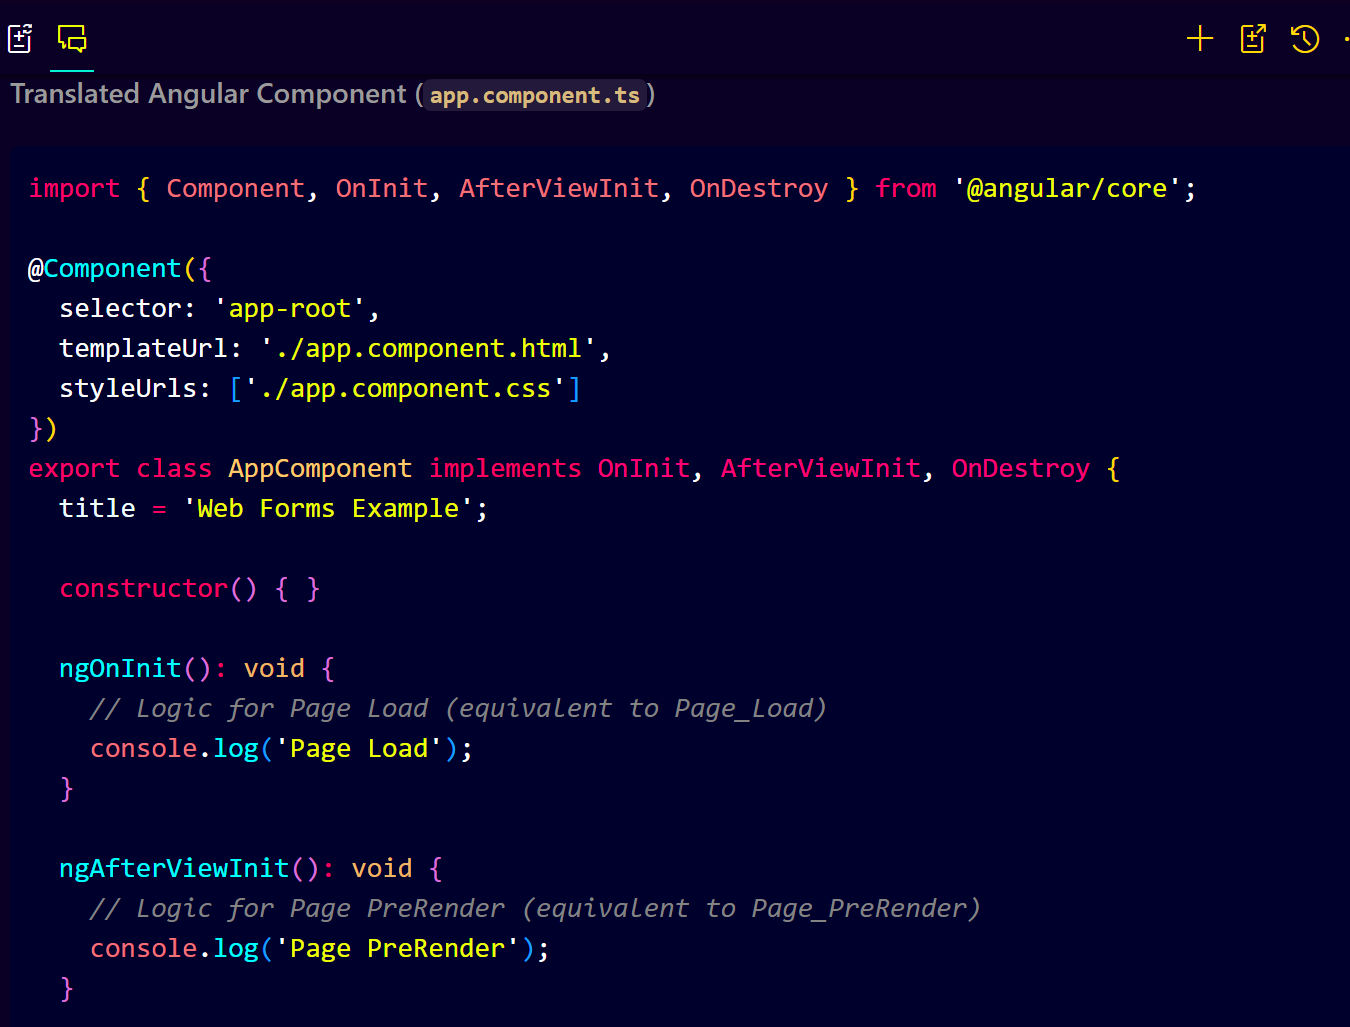 Translated Angular Component (app.component.ts)
import { Component, OnInit, AfterViewInit, OnDestroy } from '@angular/core';
@Component({
  selector: 'app-root',
  templateUrl: './app.component.html',
  styleUrls: ['./app.component.css']
})
export class AppComponent implements OnInit, AfterViewInit, OnDestroy {
  title = 'Web Forms Example';
  constructor() { }
  ngOnInit(): void {
    // Logic for Page Load (equivalent to Page_Load)
    console.log('Page Load');
  }
  ngAfterViewInit(): void {
    // Logic for Page PreRender (equivalent to Page_PreRender)
    console.log('Page PreRender');
  }